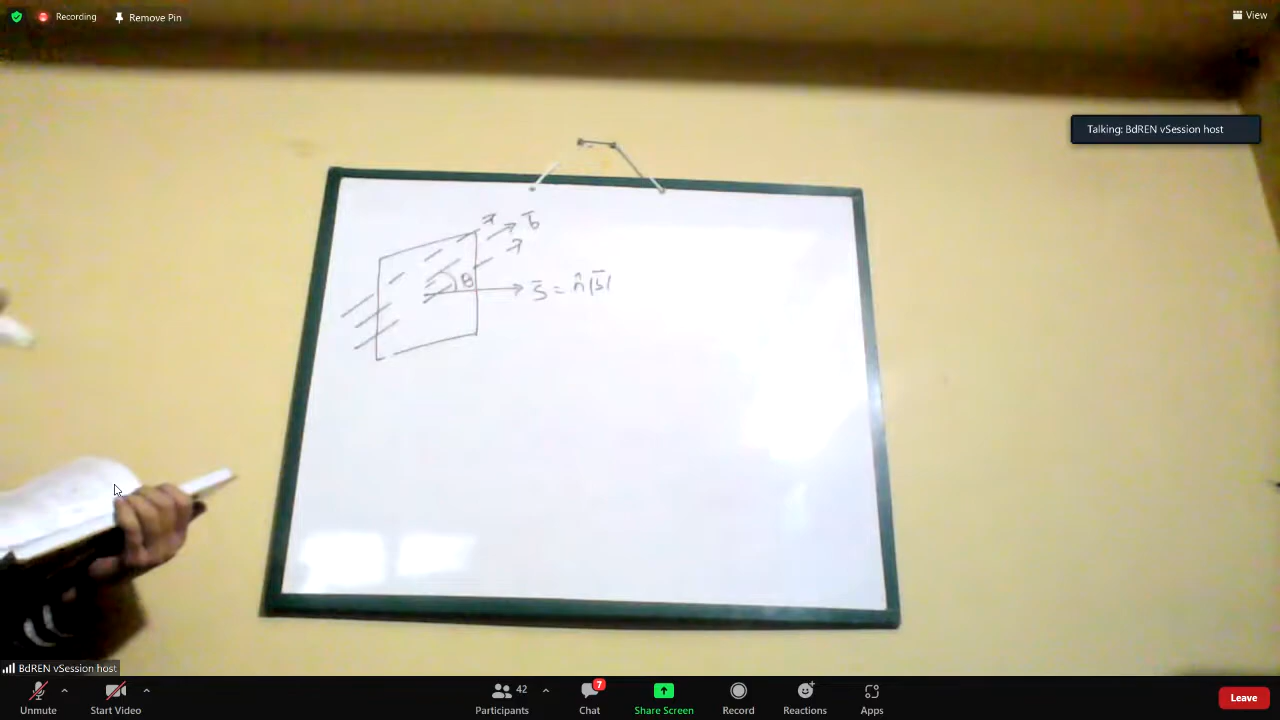 Recording
Remove Pin
View
Talking: BdREN vSession host
b̅
θ
S̅ = n̂|S̅|
BdREN vSession host
Unmute
Start Video
42
Participants
7
Chat
Share Screen
Record
Reactions
Apps
Leave